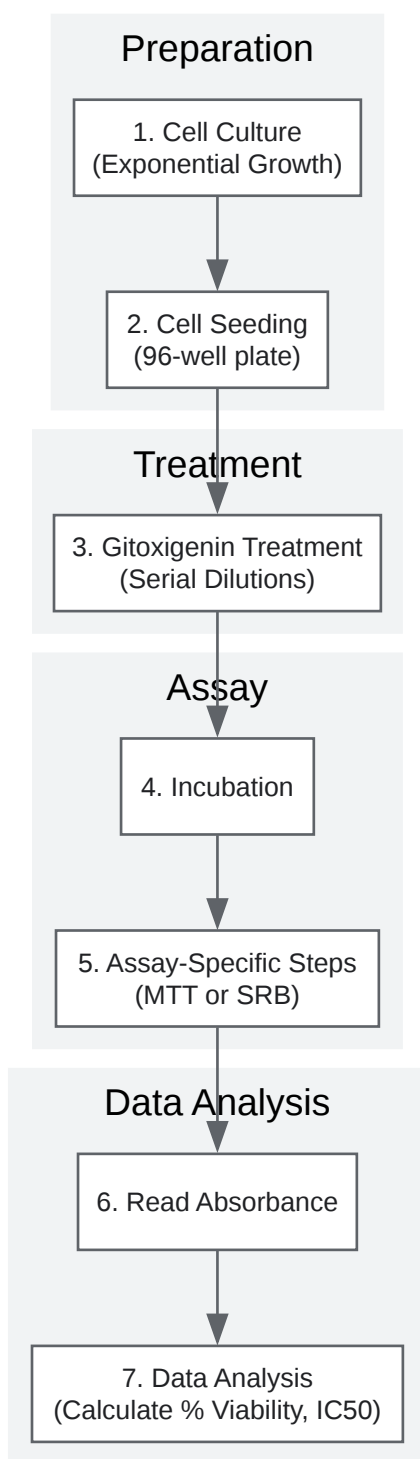 Preparation
1. Cell Culture
(Exponential Growth)
2. Cell Seeding
(96-well plate)
Treatment
3. Gitoxigenin Treatment
(Serial Dilutions)
Assay
4. Incubation
5. Assay-Specific Steps
(MTT or SRB)
Data Analysis
6. Read Absorbance
7. Data Analysis
(Calculate % Viability, IC50)